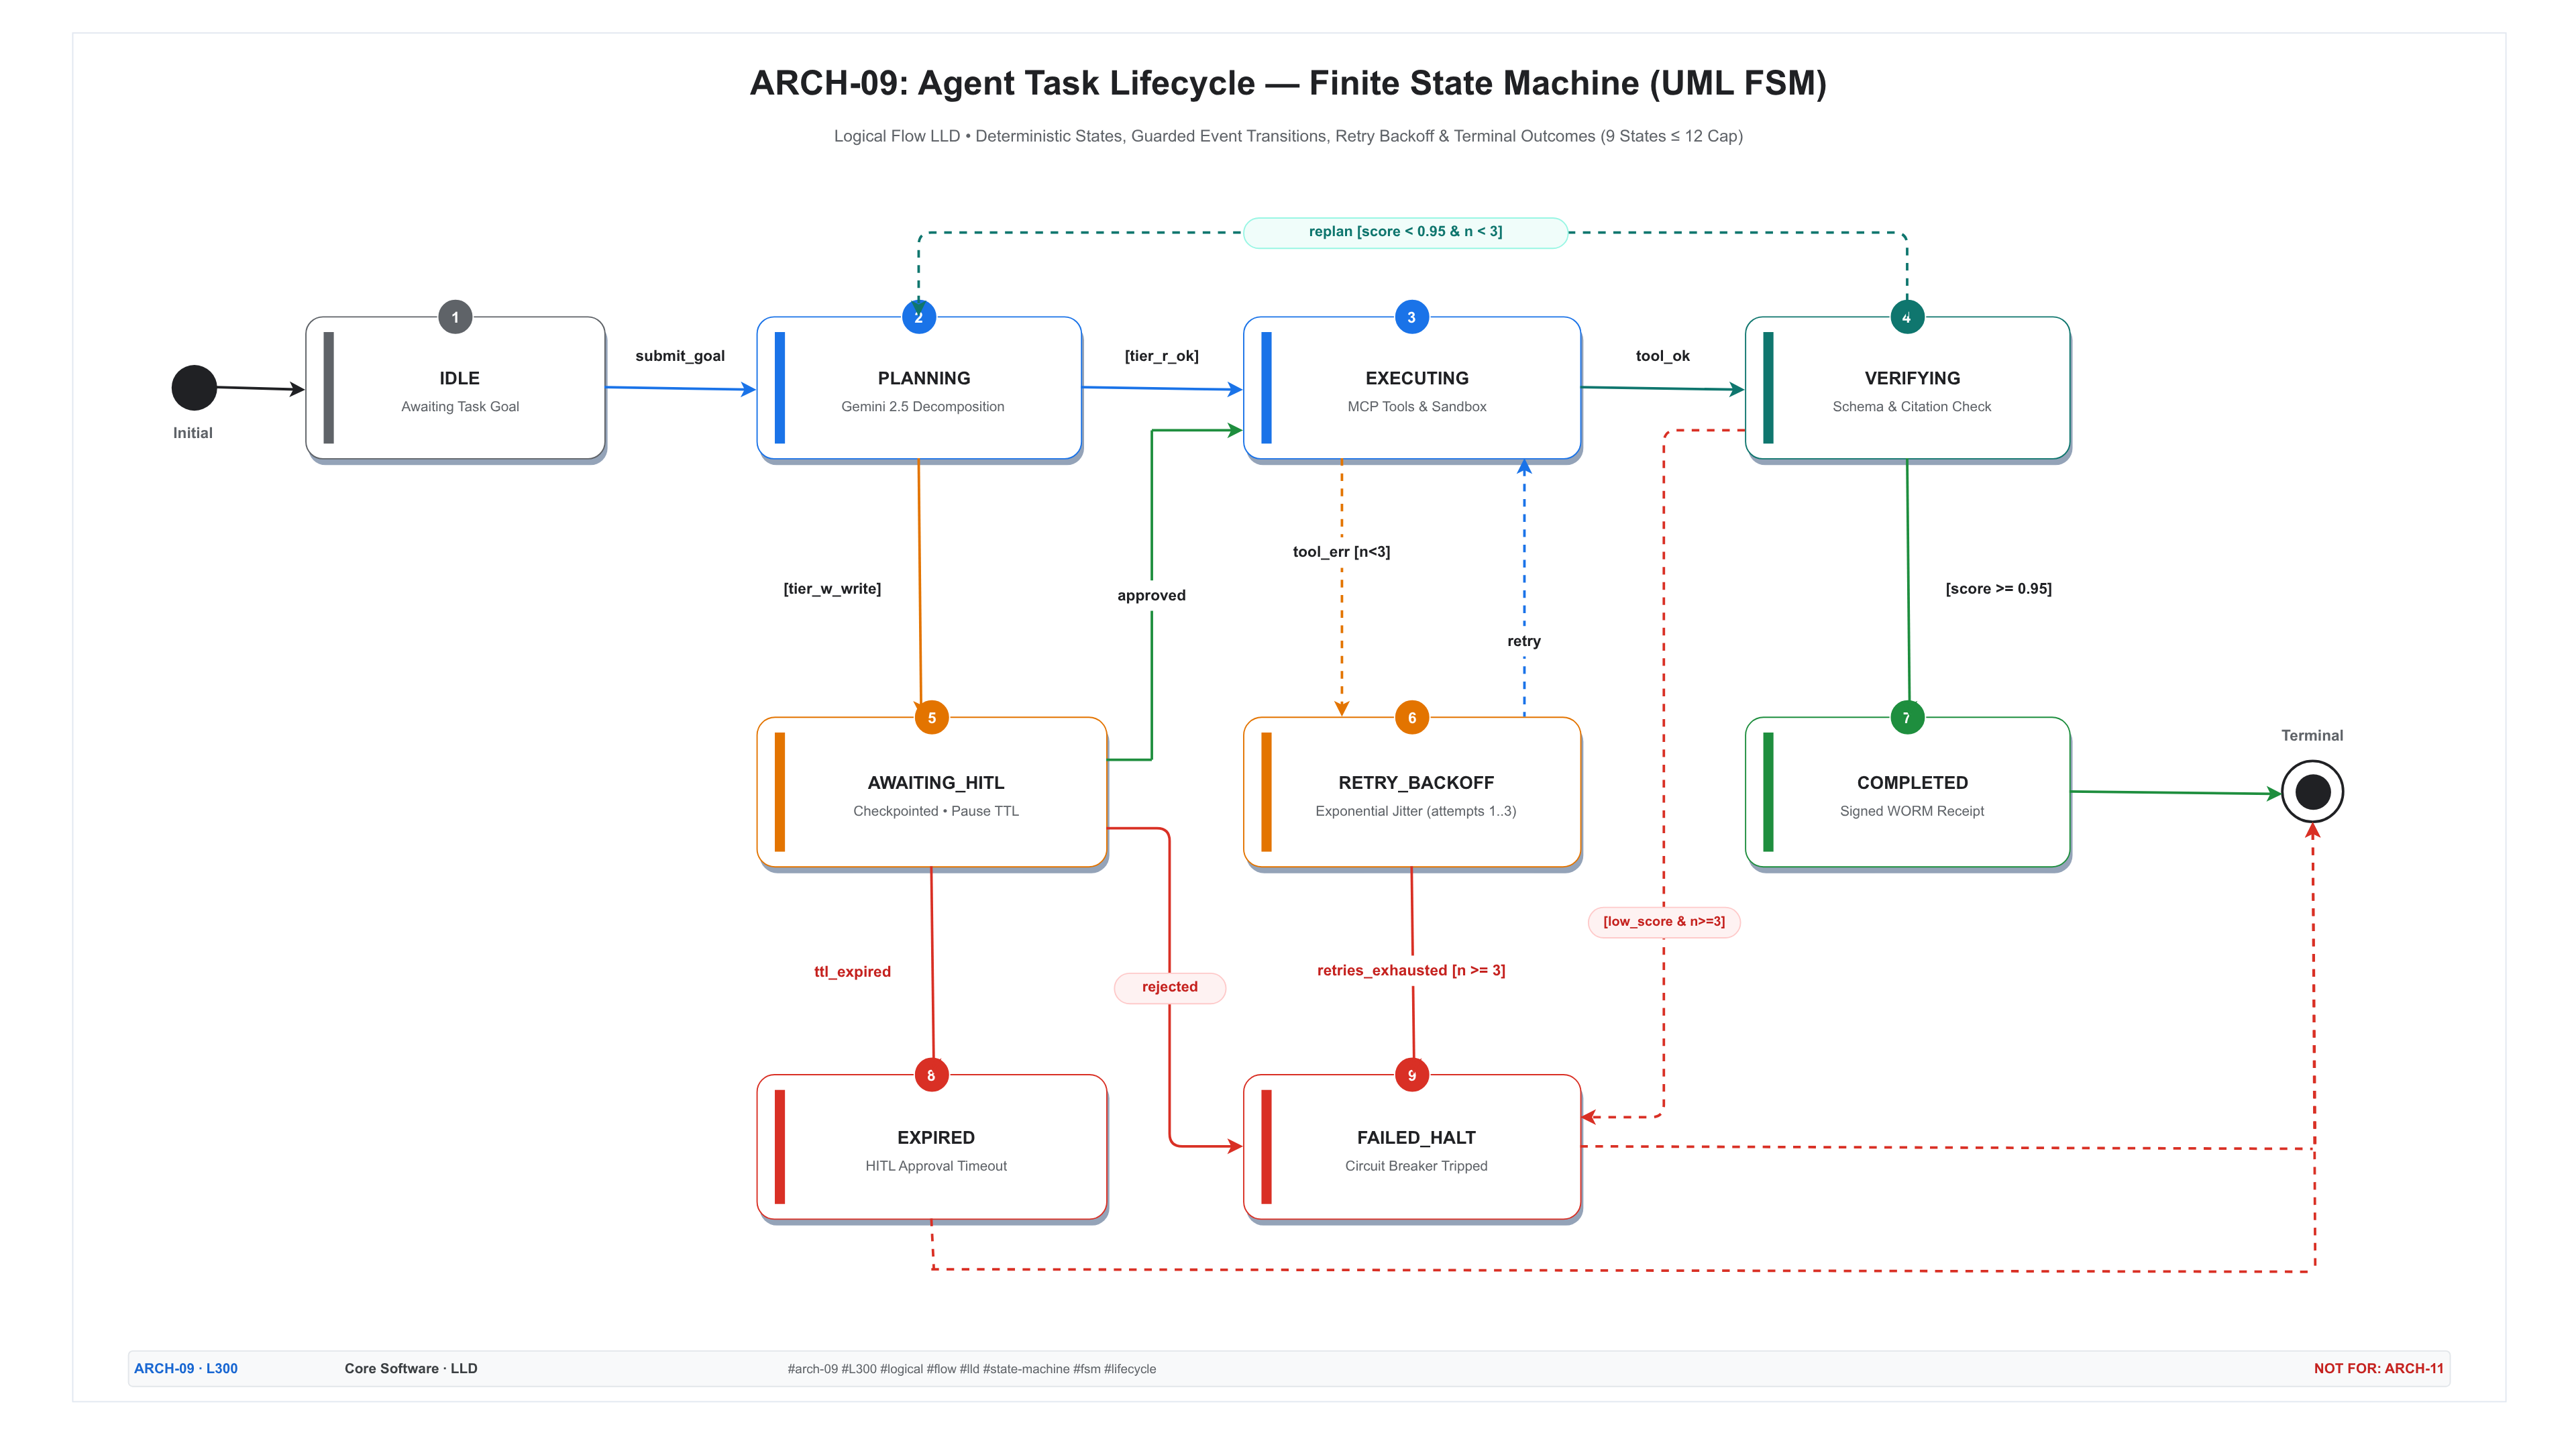 ARCH-09: Agent Task Lifecycle — Finite State Machine (UML FSM)
Logical Flow LLD • Deterministic States, Guarded Event Transitions, Retry Backoff & Terminal Outcomes (9 States ≤ 12 Cap)
replan [score < 0.95 & n < 3]
Initial
1
IDLE
Awaiting Task Goal
submit_goal
2
PLANNING
Gemini 2.5 Decomposition
[tier_r_ok]
3
EXECUTING
MCP Tools & Sandbox
tool_ok
4
VERIFYING
Schema & Citation Check
[tier_w_write]
approved
tool_err [n<3]
retry
[score >= 0.95]
5
AWAITING_HITL
Checkpointed • Pause TTL
6
RETRY_BACKOFF
Exponential Jitter (attempts 1..3)
7
COMPLETED
Signed WORM Receipt
Terminal
ttl_expired
rejected
retries_exhausted [n >= 3]
[low_score & n>=3]
8
EXPIRED
HITL Approval Timeout
9
FAILED_HALT
Circuit Breaker Tripped
ARCH-09 · L300
Core Software · LLD
#arch-09 #L300 #logical #flow #lld #state-machine #fsm #lifecycle
NOT FOR: ARCH-11